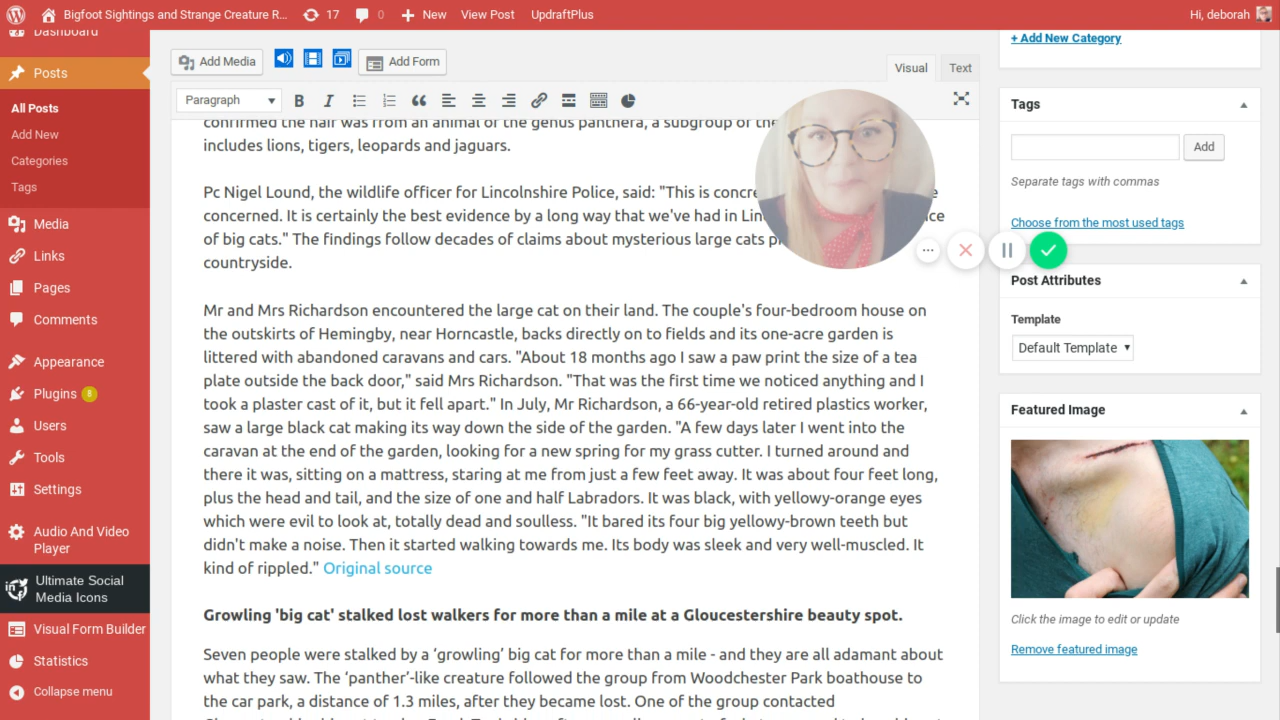 Bigfoot Sightings and Strange Creature R...
17
0
New
View Post
UpdraftPlus
Hi, deborah
Dashboard
Posts
All Posts
Add New
Categories
Tags
Media
Links
Pages
Comments
Appearance
Plugins 8
Users
Tools
Settings
Audio And Video
Player
Ultimate Social
Media Icons
Visual Form Builder
Statistics
Collapse menu
Add Media
Add Form
Visual
Text
Paragraph
confirmed the hair was from an animal of the genus panthera, a subgroup of the
includes lions, tigers, leopards and jaguars.
Pc Nigel Lound, the wildlife officer for Lincolnshire Police, said: "This is
concerned. It is certainly the best evidence by a long way that we've had in
of big cats." The findings follow decades of claims about mysterious large cats
countryside.
Mr and Mrs Richardson encountered the large cat on their land. The couple's four-bedroom house on
the outskirts of Hemingby, near Horncastle, backs directly on to fields and its one-acre garden is
littered with abandoned caravans and cars. "About 18 months ago I saw a paw print the size of a tea
plate outside the back door," said Mrs Richardson. "That was the first time we noticed anything and I
took a plaster cast of it, but it fell apart." In July, Mr Richardson, a 66-year-old retired plastics worker,
saw a large black cat making its way down the side of the garden. "A few days later I went into the
caravan at the end of the garden, looking for a new spring for my grass cutter. I turned around and
there it was, sitting on a mattress, staring at me from just a few feet away. It was about four feet long,
plus the head and tail, and the size of one and half Labradors. It was black, with yellowy-orange eyes
which were evil to look at, totally dead and soulless. "It bared its four big yellowy-brown teeth but
didn't make a noise. Then it started walking towards me. Its body was sleek and very well-muscled. It
kind of rippled." Original source
Growling 'big cat' stalked lost walkers for more than a mile at a Gloucestershire beauty spot.
Seven people were stalked by a ‘growling’ big cat for more than a mile - and they are all adamant about
what they saw. The ‘panther’-like creature followed the group from Woodchester Park boathouse to
the car park, a distance of 1.3 miles, after they became lost. One of the group contacted
+ Add New Category
Tags
Add
Separate tags with commas
Choose from the most used tags
Post Attributes
Template
Default Template
Featured Image
Click the image to edit or update
Remove featured image